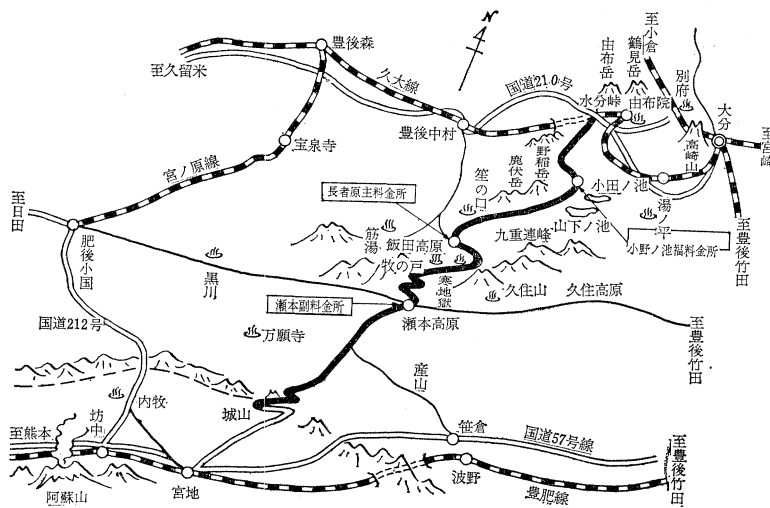 N
至小倉
鶴見岳
由布岳
別府
大分
至宮崎
高崎山
豊後森
至久留米
久大線
国道210号
水分峠
由布院
豊後中村
野稲岳
鹿伏岳
小田ノ池
湯ノ平
至豊後竹田
宝泉寺
宮ノ原線
長者原主料金所
笙の口
山下ノ池
小野ノ池福料金所
九重連峰
至日田
肥後小国
筋湯
飯田高原
牧の戸
寒地獄
久住山
久住高原
黒川
瀬本副料金所
瀬本高原
至豊後竹田
国道212号
万願寺
産山
内牧
城山
坊中
至熊本
阿蘇山
宮地
笹倉
国道57号線
波野
豊肥線
至豊後竹田